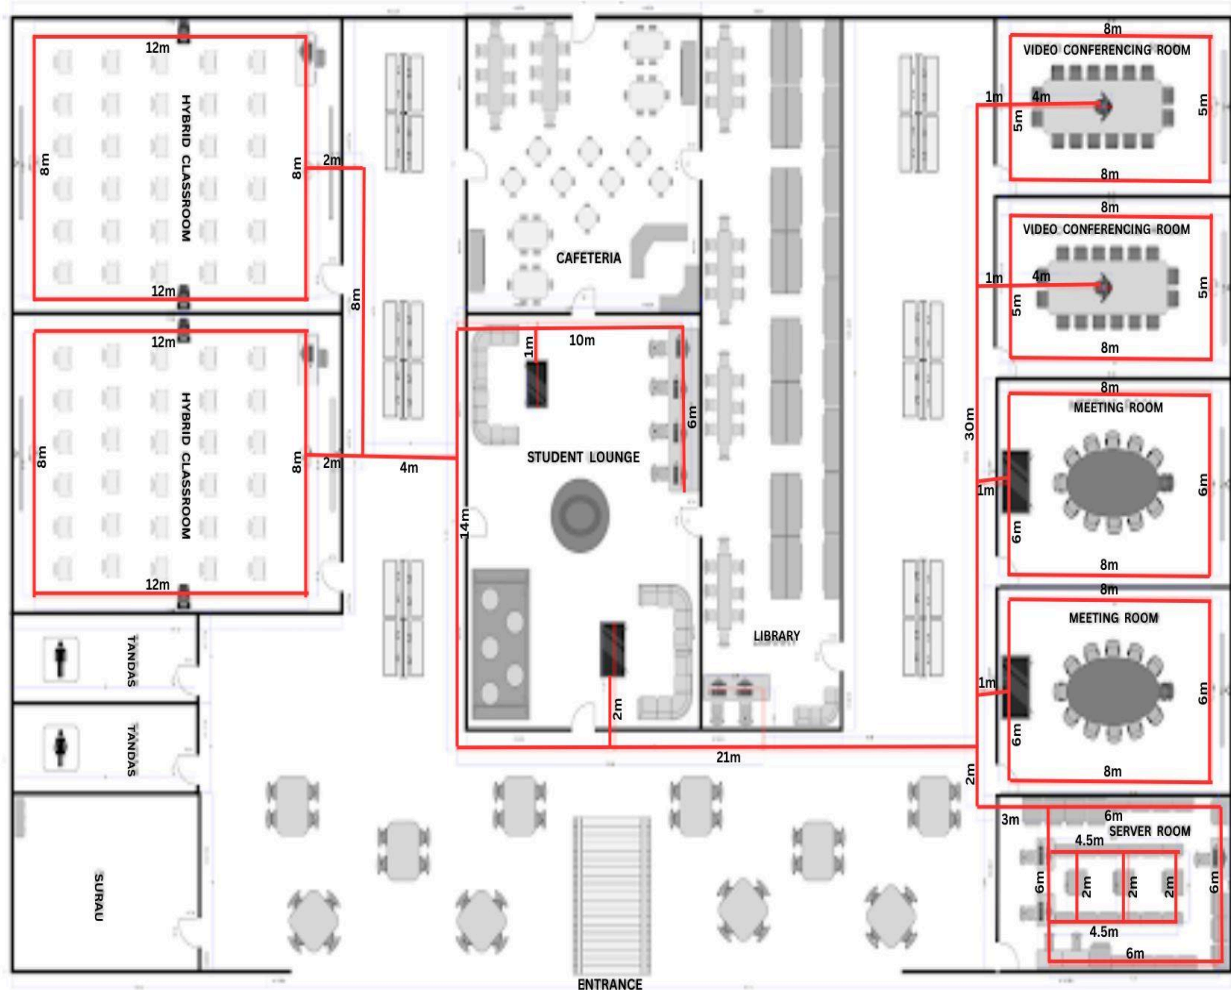 12m
HYBRID CLASSROOM
8m
8m
2m
12m
8m
12m
HYBRID CLASSROOM
8m
8m
2m
12m
4m
TANDAS
TANDAS
SURAU
CAFETERIA
10m
1m
6m
STUDENT LOUNGE
14m
2m
LIBRARY
21m
ENTRANCE
8m
VIDEO CONFERENCING ROOM
1m
4m
5m
5m
8m
8m
VIDEO CONFERENCING ROOM
1m
4m
5m
5m
8m
8m
MEETING ROOM
30m
1m
6m
6m
8m
8m
MEETING ROOM
1m
6m
6m
8m
2m
3m
6m
SERVER ROOM
4.5m
6m
2m
2m
2m
6m
4.5m
6m